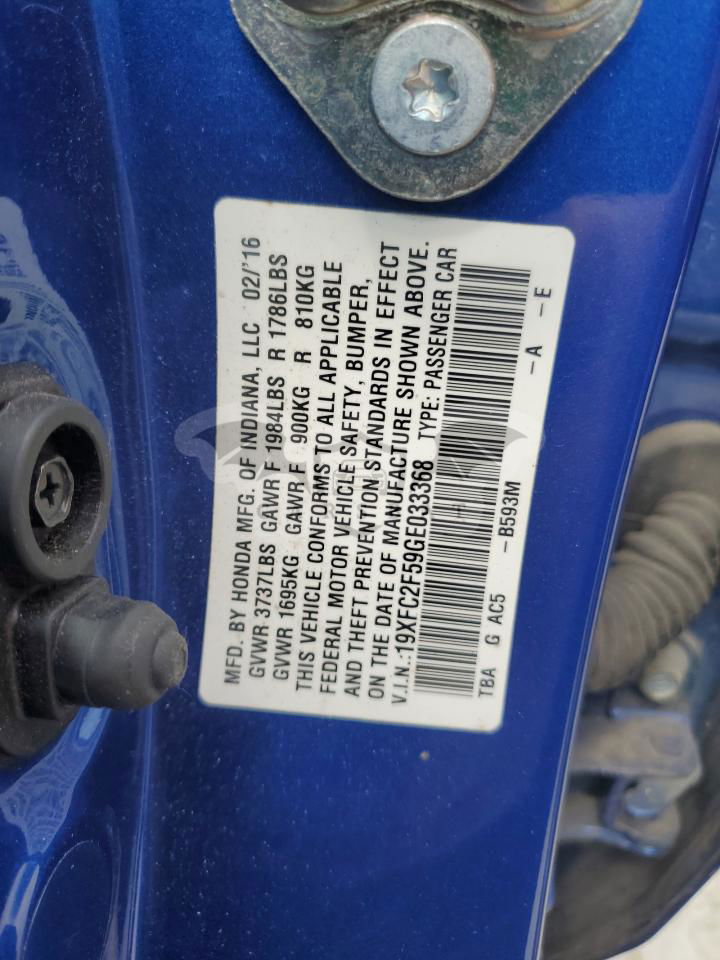 MFD. BY HONDA MFG. OF INDIANA, LLC 02/'16
GVWR 3737LBS GAWR F 1984LBS R 1786LBS
GVWR 1695KG GAWR F 900KG R 810KG
THIS VEHICLE CONFORMS TO ALL APPLICABLE
FEDERAL MOTOR VEHICLE SAFETY, BUMPER,
AND THEFT PREVENTION STANDARDS IN EFFECT
ON THE DATE OF MANUFACTURE SHOWN ABOVE.
V.I.N.:19XFC2F59GE033368 TYPE: PASSENGER CAR
TBA G AC5 -B593M -A -E